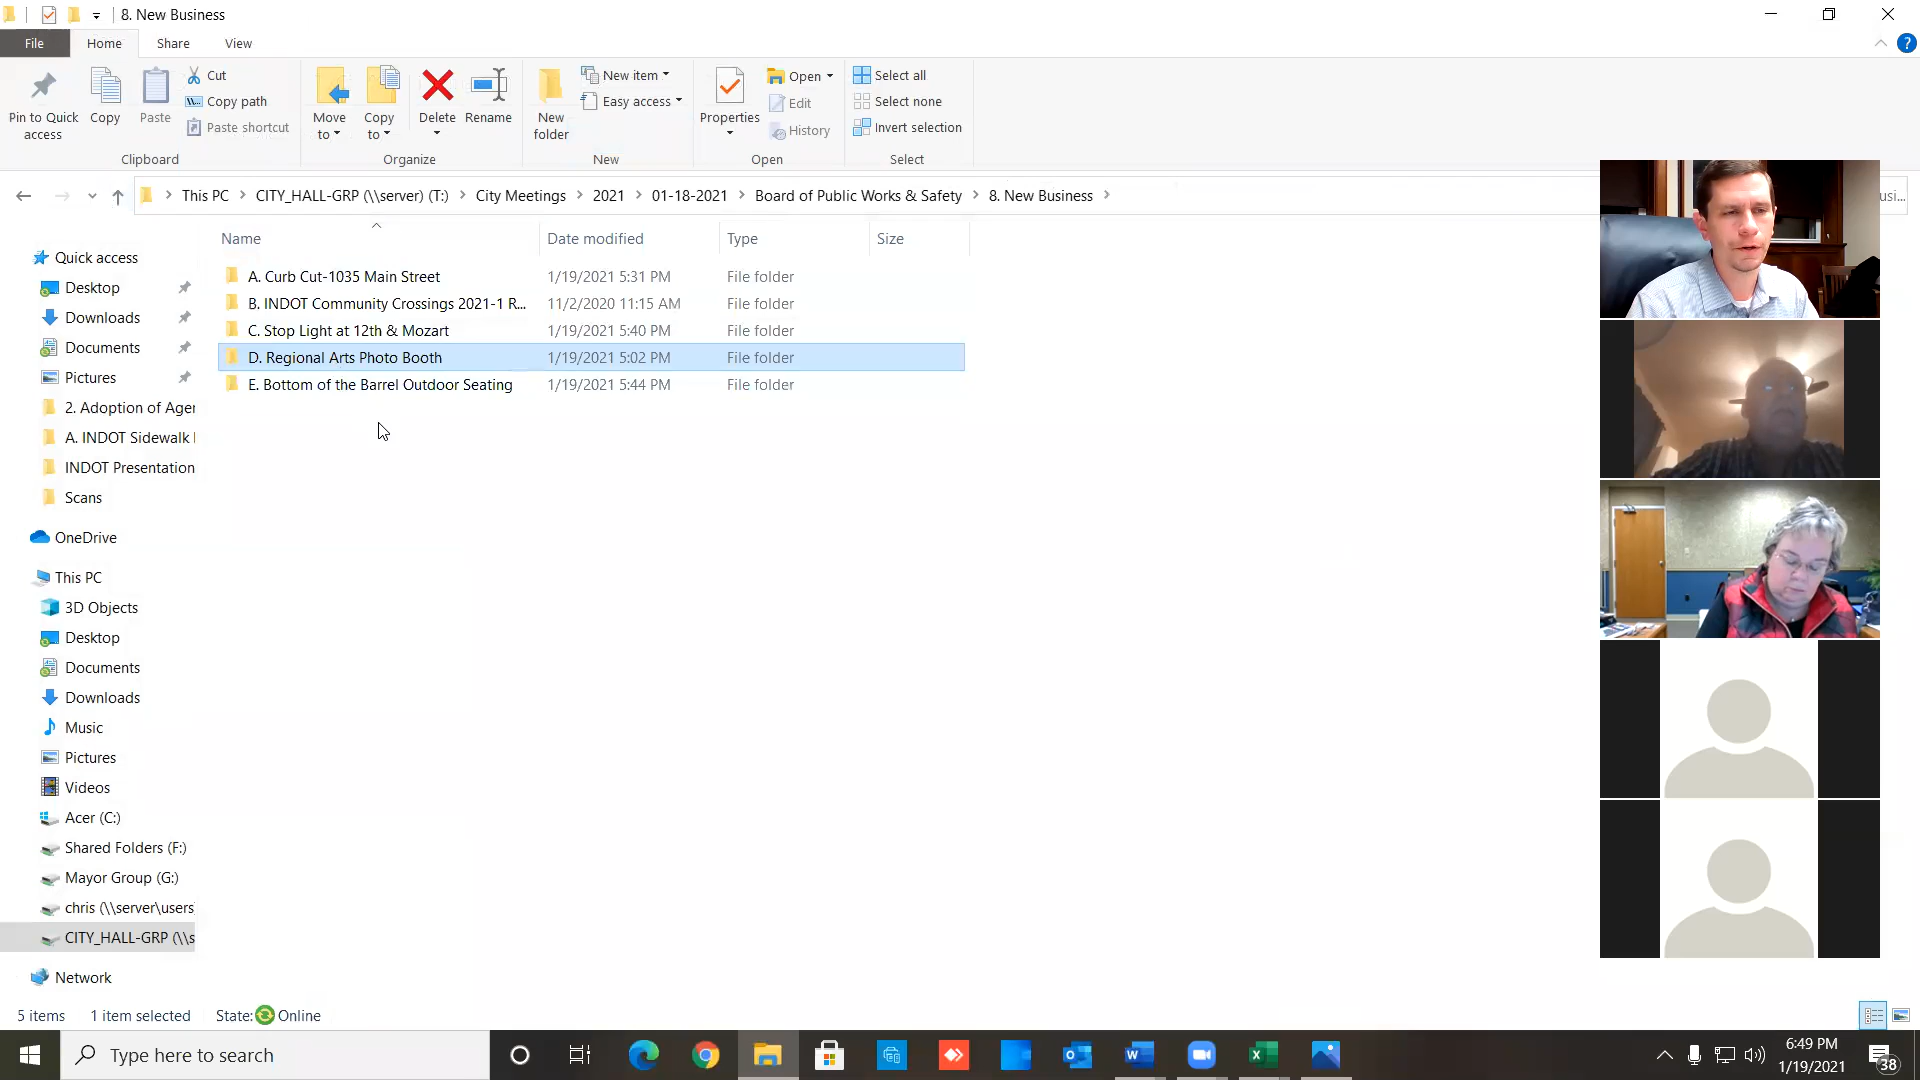 8. New Business
File Home Share View
Pin to Quick access
Copy
Paste
Cut
Copy path
Paste shortcut
Clipboard
Move to
Copy to
Delete
Rename
Organize
New folder
New item
Easy access
New
Properties
Open
Edit
History
Open
Select all
Select none
Invert selection
Select
This PC CITY_HALL-GRP (\\server) (T:) City Meetings 2021 01-18-2021 Board of Public Works & Safety 8. New Business
usi...
Name Date modified Type Size
A. Curb Cut-1035 Main Street 1/19/2021 5:31 PM File folder
B. INDOT Community Crossings 2021-1 R... 11/2/2020 11:15 AM File folder
C. Stop Light at 12th & Mozart 1/19/2021 5:40 PM File folder
D. Regional Arts Photo Booth 1/19/2021 5:02 PM File folder
E. Bottom of the Barrel Outdoor Seating 1/19/2021 5:44 PM File folder
Quick access
Desktop
Downloads
Documents
Pictures
2. Adoption of Ager
A. INDOT Sidewalk
INDOT Presentation
Scans
OneDrive
This PC
3D Objects
Desktop
Documents
Downloads
Music
Pictures
Videos
Acer (C:)
Shared Folders (F:)
Mayor Group (G:)
chris (\\server\users
CITY_HALL-GRP (\\s
Network
5 items 1 item selected State: Online
Type here to search
6:49 PM
1/19/2021
38